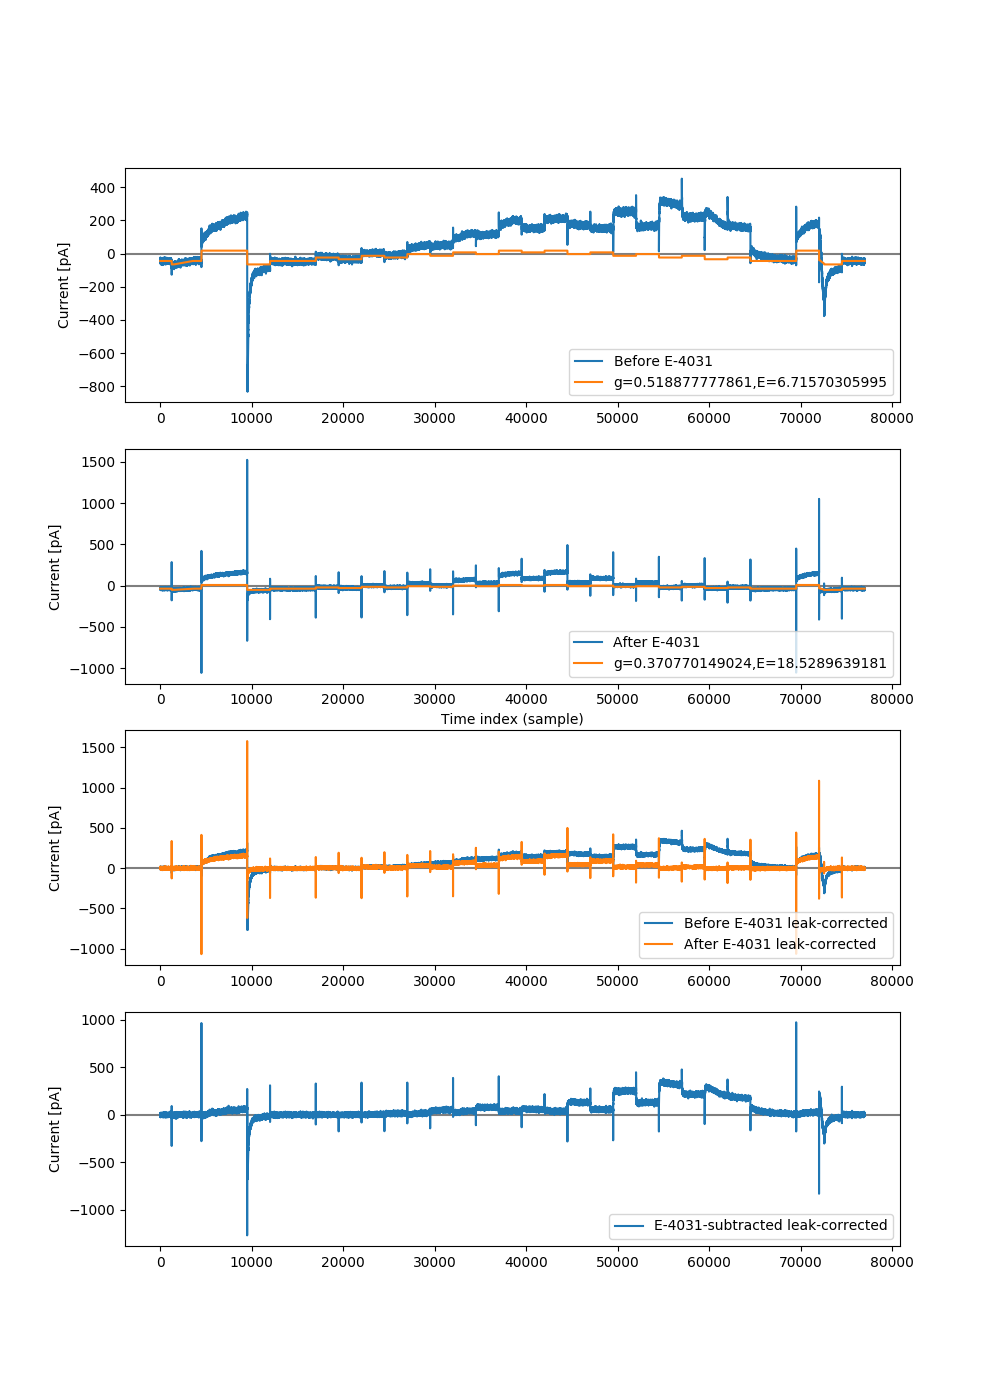 400
200
0
−200
−400
−600
−800
Current [pA]
Before E-4031
g=0.518877777861,E=6.71570305995
0 10000 20000 30000 40000 50000 60000 70000 80000
1500
1000
500
0
−500
−1000
Current [pA]
After E-4031
g=0.370770149024,E=18.5289639181
0 10000 20000 30000 40000 50000 60000 70000 80000
Time index (sample)
1500
1000
500
0
−500
−1000
Current [pA]
Before E-4031 leak-corrected
After E-4031 leak-corrected
0 10000 20000 30000 40000 50000 60000 70000 80000
1000
500
0
−500
−1000
Current [pA]
E-4031-subtracted leak-corrected
0 10000 20000 30000 40000 50000 60000 70000 80000